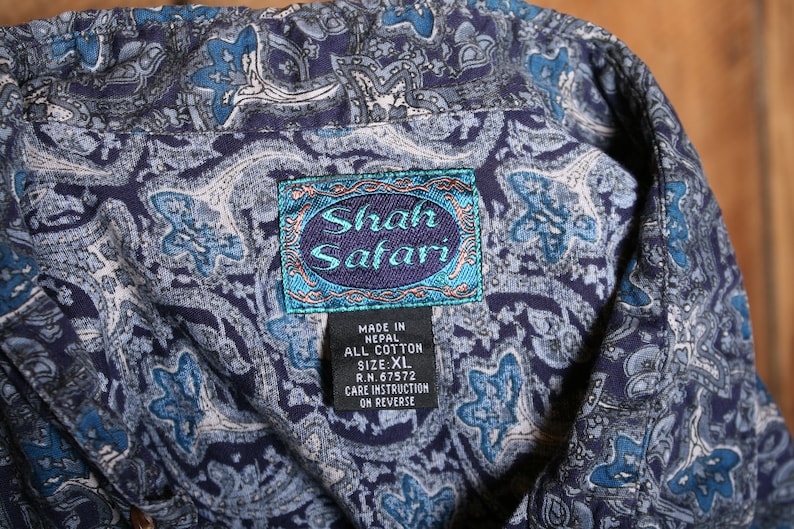 Shah
Safari
MADE IN
NEPAL
ALL COTTON
SIZE:XL
R.N. 67572
CARE INSTRUCTION
ON REVERSE